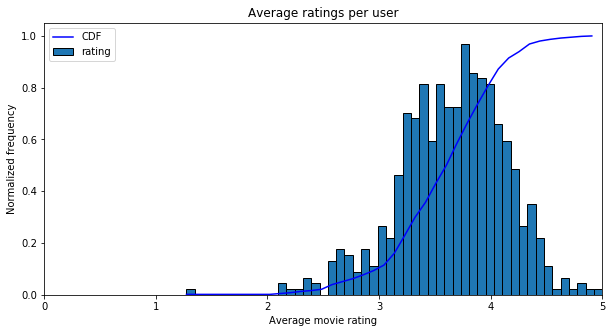 Average ratings per user
CDF
rating
Normalized frequency
1.0
0.8
0.6
0.4
0.2
0.0
0
1
2
3
4
5
Average movie rating